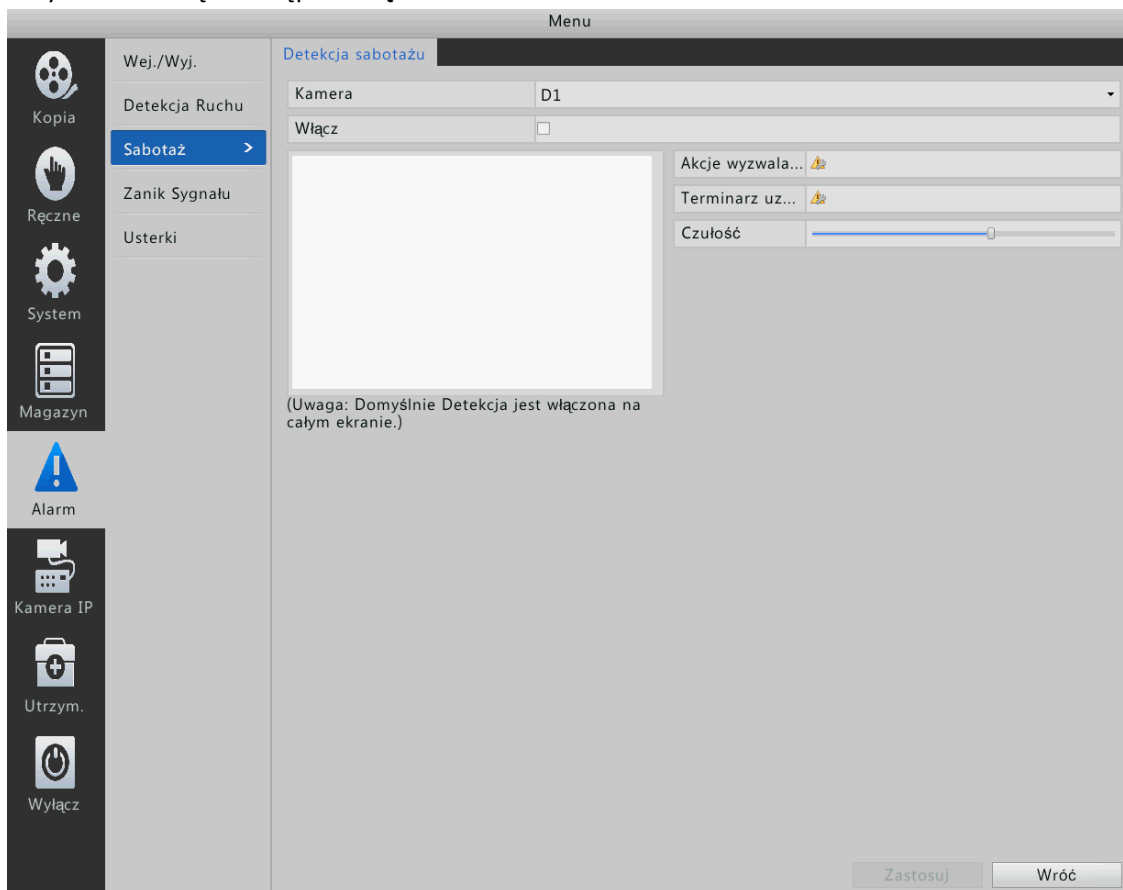 Menu
Kopia
Ręczne
System
Magazyn
Alarm
Kamera IP
Utrzym.
Wyłącz
Wej./Wyj.
Detekcja Ruchu
Sabotaż >
Zanik Sygnału
Usterki
Detekcja sabotażu
Kamera D1
Włącz
Akcje wyzwala...
Terminarz uz...
Czułość
(Uwaga: Domyślnie Detekcja jest włączona na
całym ekranie.)
Zastosuj Wróć